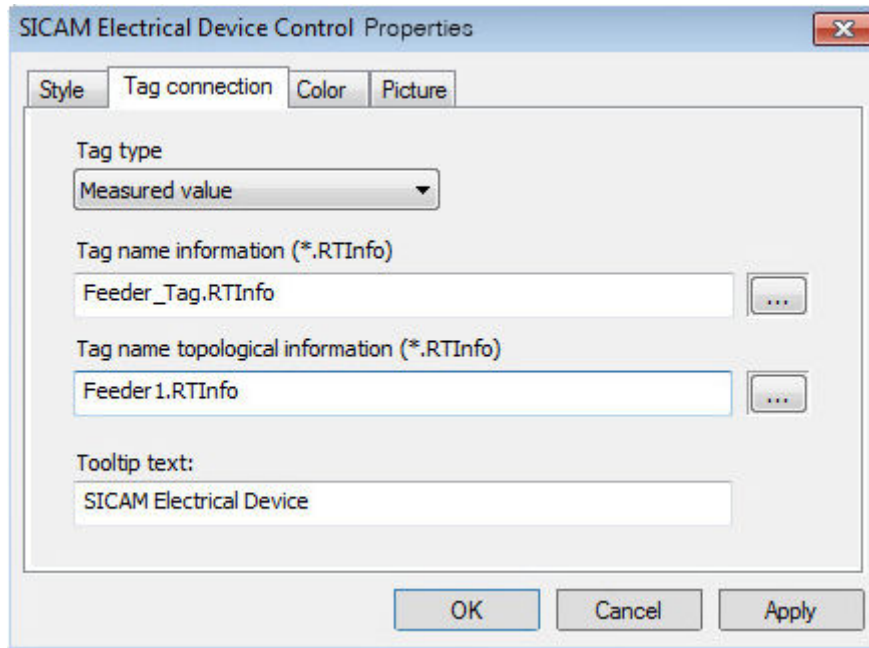 SICAM Electrical Device Control Properties
Style Tag connection Color Picture
Tag type
Measured value
Tag name information (*.RTInfo)
Feeder_Tag.RTInfo
...
Tag name topological information (*.RTInfo)
Feeder1.RTInfo
...
Tooltip text:
SICAM Electrical Device
OK Cancel Apply